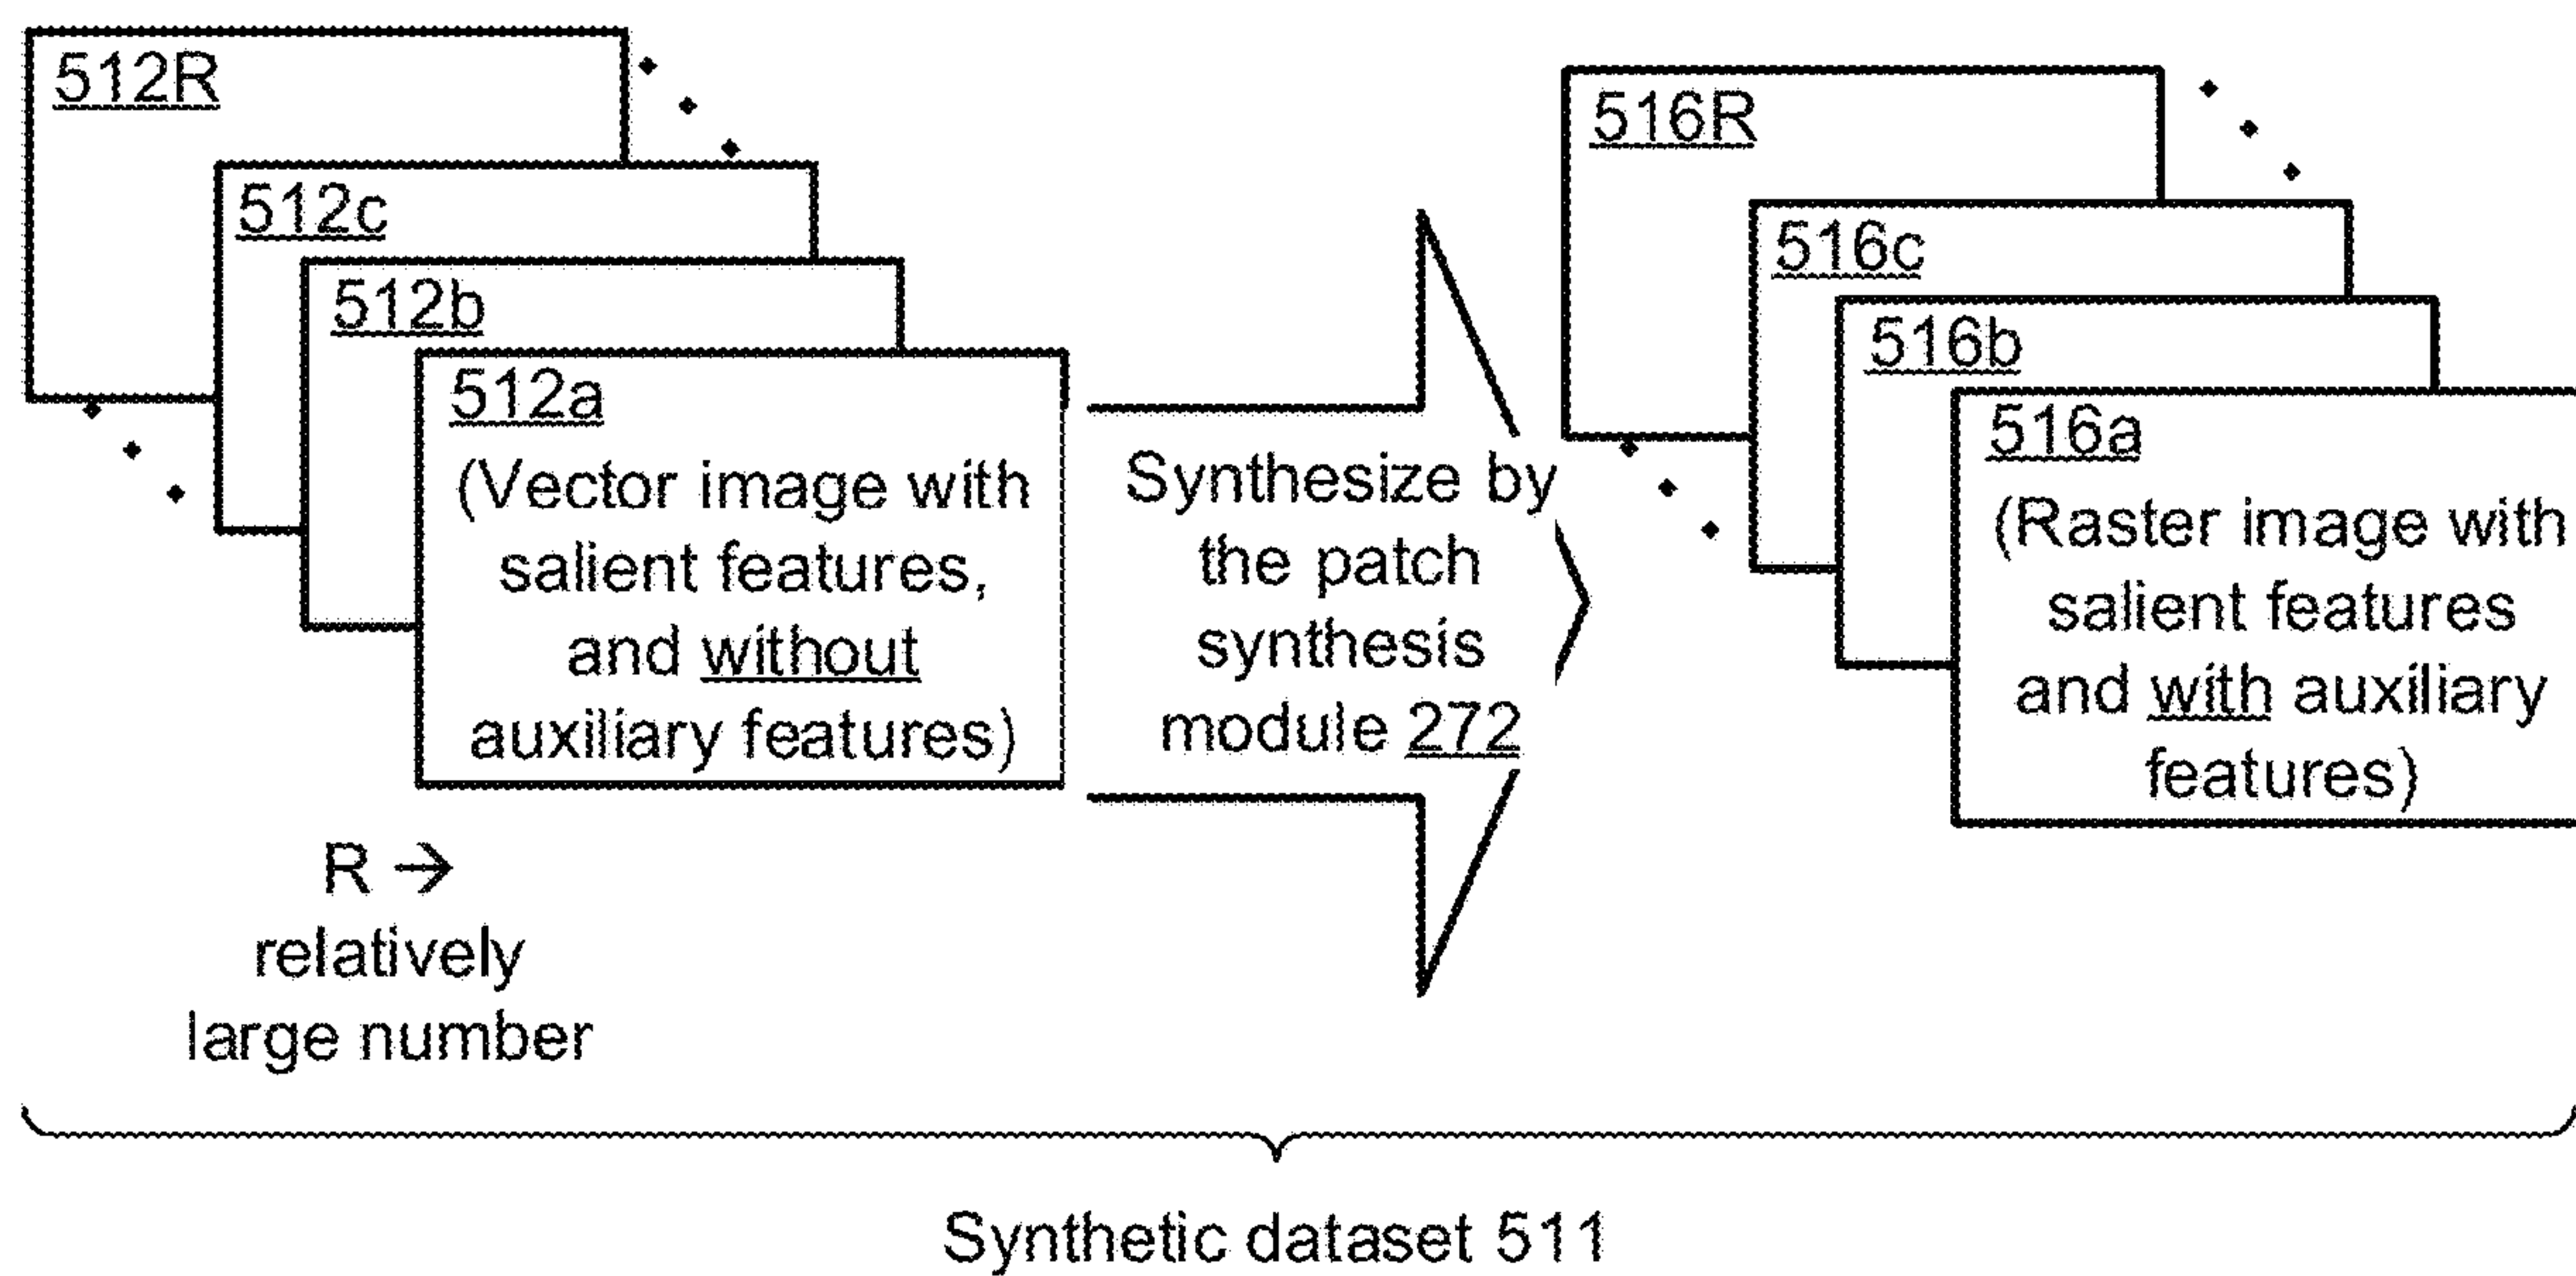 512R
512c
512b
512a
(Vector image with
salient features,
and without
auxiliary features)
R →
relatively
large number
Synthesize by
the patch
synthesis
module 272
516R
516c
516b
516a
(Raster image with
salient features
and with auxiliary
features)
Synthetic dataset 511